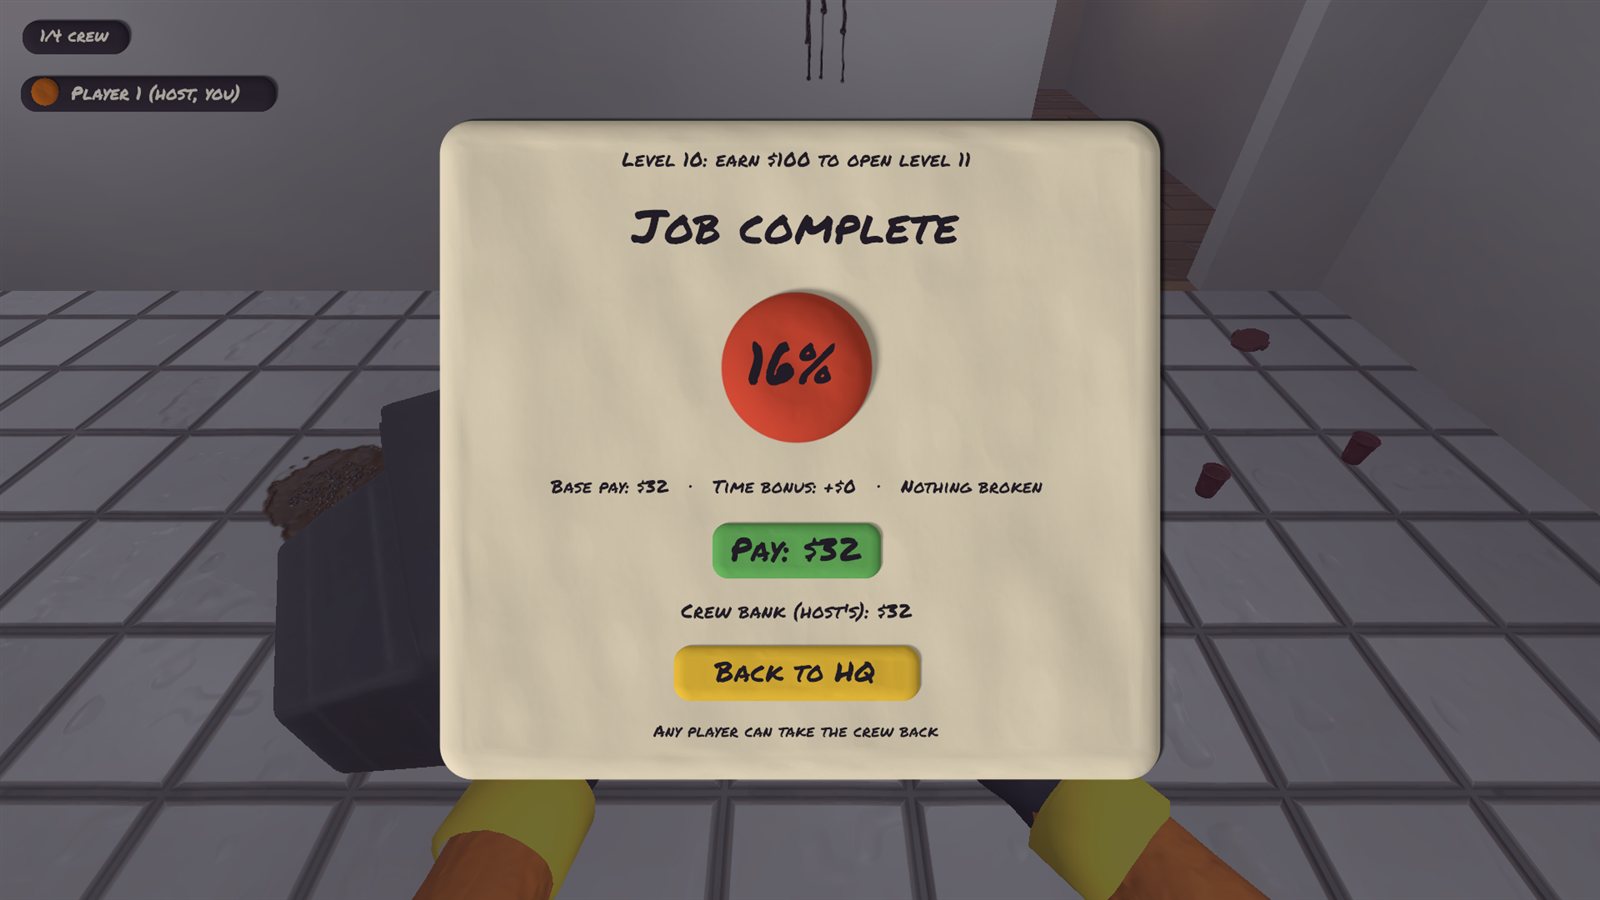 1/4 crew
Player 1 (host, you)
Level 10: earn $100 to open level 11
Job complete
16%
Base pay: $32 · Time bonus: +$0 · Nothing broken
Pay: $32
Crew bank (host's): $32
Back to HQ
Any player can take the crew back